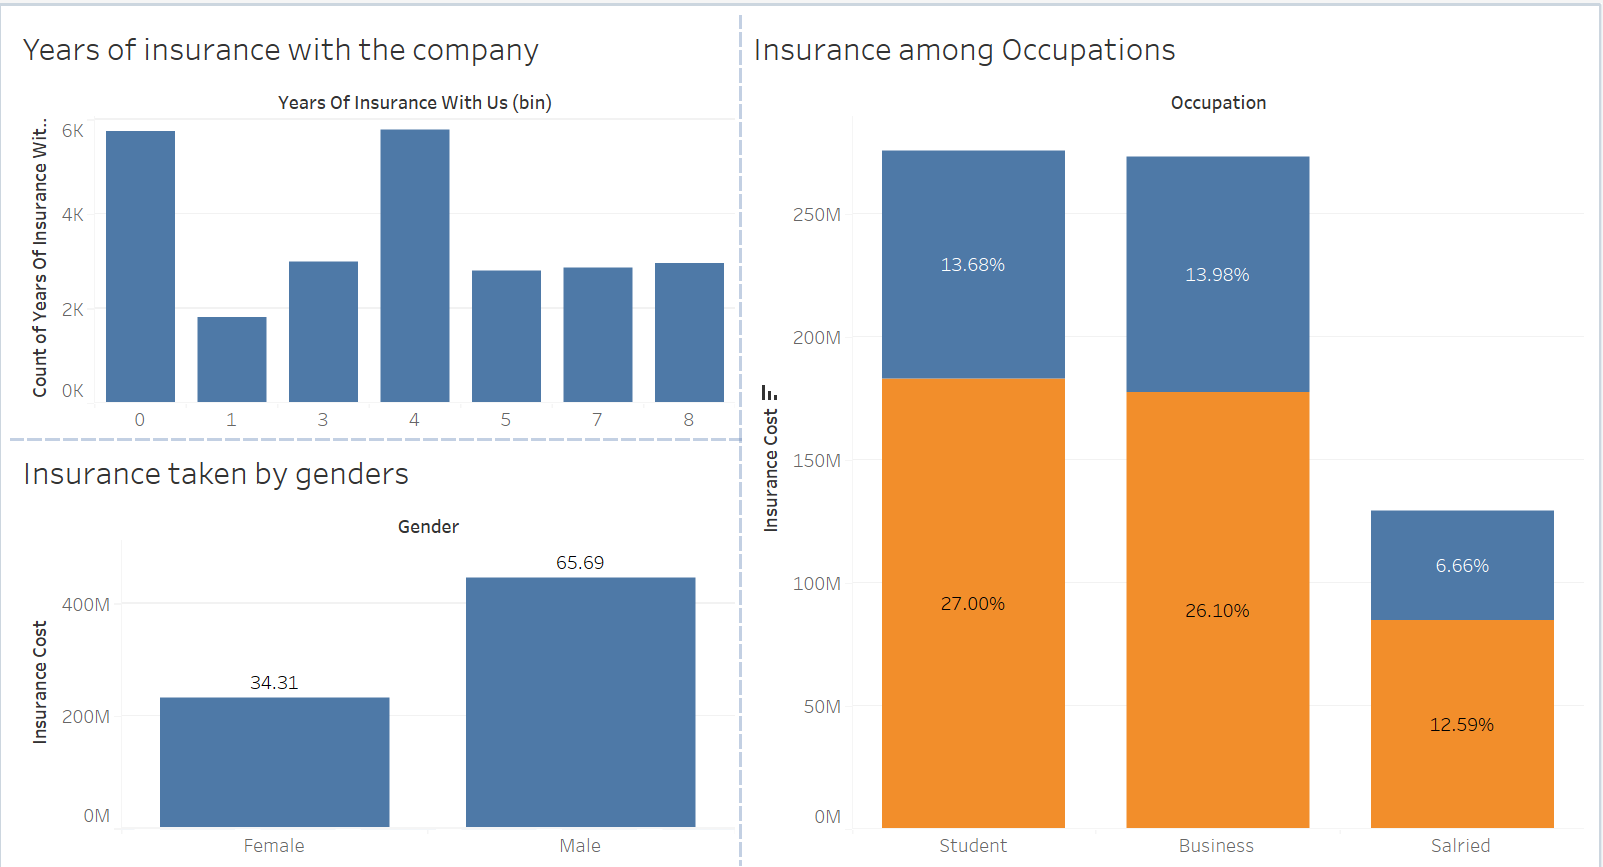 Years of insurance with the company
Years Of Insurance With Us (bin)
Count of Years Of Insurance Wit..
6K
4K
2K
0K
0 1 3 4 5 7 8
Insurance taken by genders
Gender
Insurance Cost
400M
200M
0M
34.31
65.69
Female Male
Insurance among Occupations
Occupation
Insurance Cost
250M
200M
150M
100M
50M
0M
13.68%
13.98%
6.66%
27.00%
26.10%
12.59%
Student Business Salried